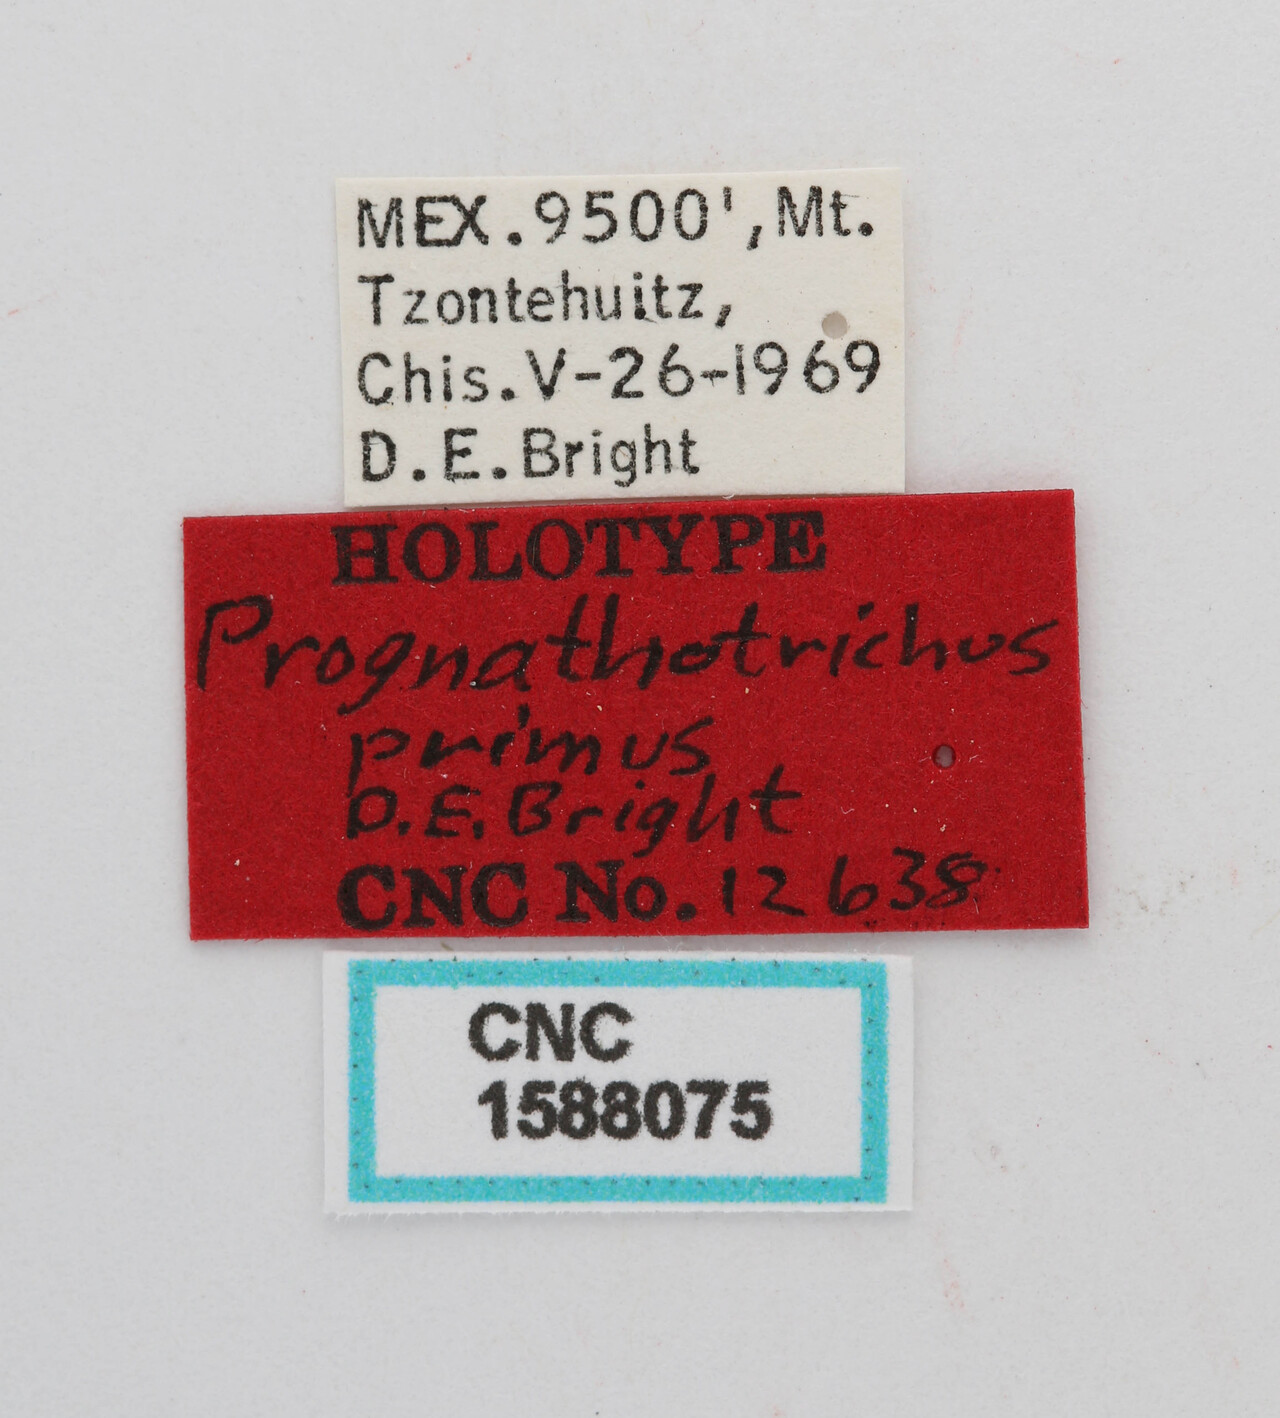 MEX. 9500', Mt.
Tzontehuitz,
Chis. V-26-1969
D. E. Bright
HOLOTYPE
Prognathotrichus
primus
D.E. Bright
CNC No. 12638
CNC
1588075